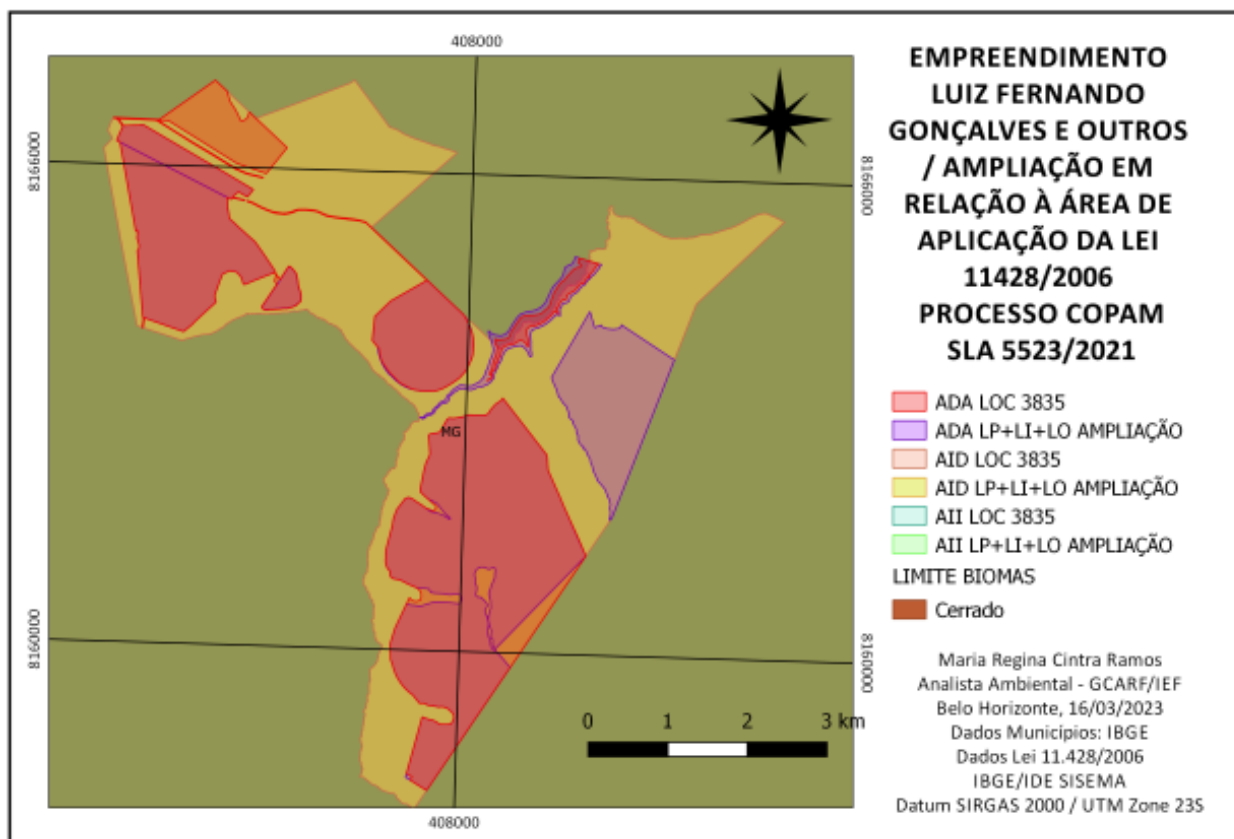 EMPREENDIMENTO
LUIZ FERNANDO
GONÇALVES E OUTROS
/ AMPLIAÇÃO EM
RELAÇÃO À ÁREA DE
APLICAÇÃO DA LEI
11428/2006
PROCESSO COPAM
SLA 5523/2021
408000
8166000
8166000
MG
8160000
8160000
408000
0 1 2 3 km
ADA LOC 3835
ADA LP+LI+LO AMPLIAÇÃO
AID LOC 3835
AID LP+LI+LO AMPLIAÇÃO
AII LOC 3835
AII LP+LI+LO AMPLIAÇÃO
LIMITE BIOMAS
Cerrado
Maria Regina Cintra Ramos
Analista Ambiental - GCARF/IEF
Belo Horizonte, 16/03/2023
Dados Municípios: IBGE
Dados Lei 11.428/2006
IBGE/IDE SISEMA
Datum SIRGAS 2000 / UTM Zone 23S